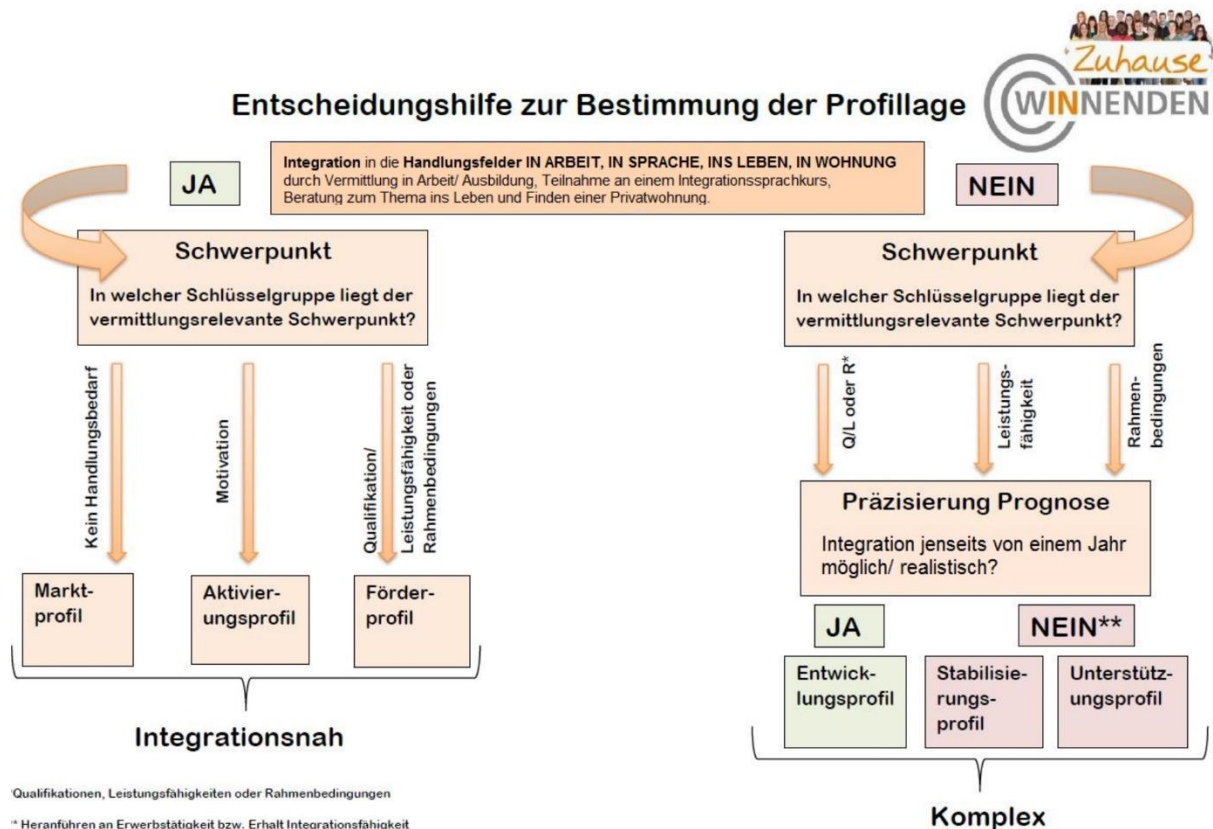 Zuhause
WINNENDEN
Entscheidungshilfe zur Bestimmung der Profillage
JA
Integration in die Handlungsfelder IN ARBEIT, IN SPRACHE, INS LEBEN, IN WOHNUNG
durch Vermittlung in Arbeit/ Ausbildung, Teilnahme an einem Integrationssprachkurs,
Beratung zum Thema ins Leben und Finden einer Privatwohnung.
NEIN
Schwerpunkt
In welcher Schlüsselgruppe liegt der
vermittlungsrelevante Schwerpunkt?
Kein Handlungsbedarf
Motivation
Qualifikation/
Leistungsfähigkeit oder
Rahmenbedingungen
Markt-
profil
Aktivier-
ungsprofil
Förder-
profil
Integrationsnah
Schwerpunkt
In welcher Schlüsselgruppe liegt der
vermittlungsrelevante Schwerpunkt?
Q/L oder R*
Leistungs-
fähigkeit
Rahmen-
bedingungen
Präzisierung Prognose
Integration jenseits von einem Jahr
möglich/ realistisch?
JA
NEIN**
Entwick-
lungsprofil
Stabilisie-
rungs-
profil
Unterstütz-
ungsprofil
Komplex
*Qualifikationen, Leistungsfähigkeiten oder Rahmenbedingungen
** Heranführen an Erwerbstätigkeit bzw. Erhalt Integrationsfähigkeit